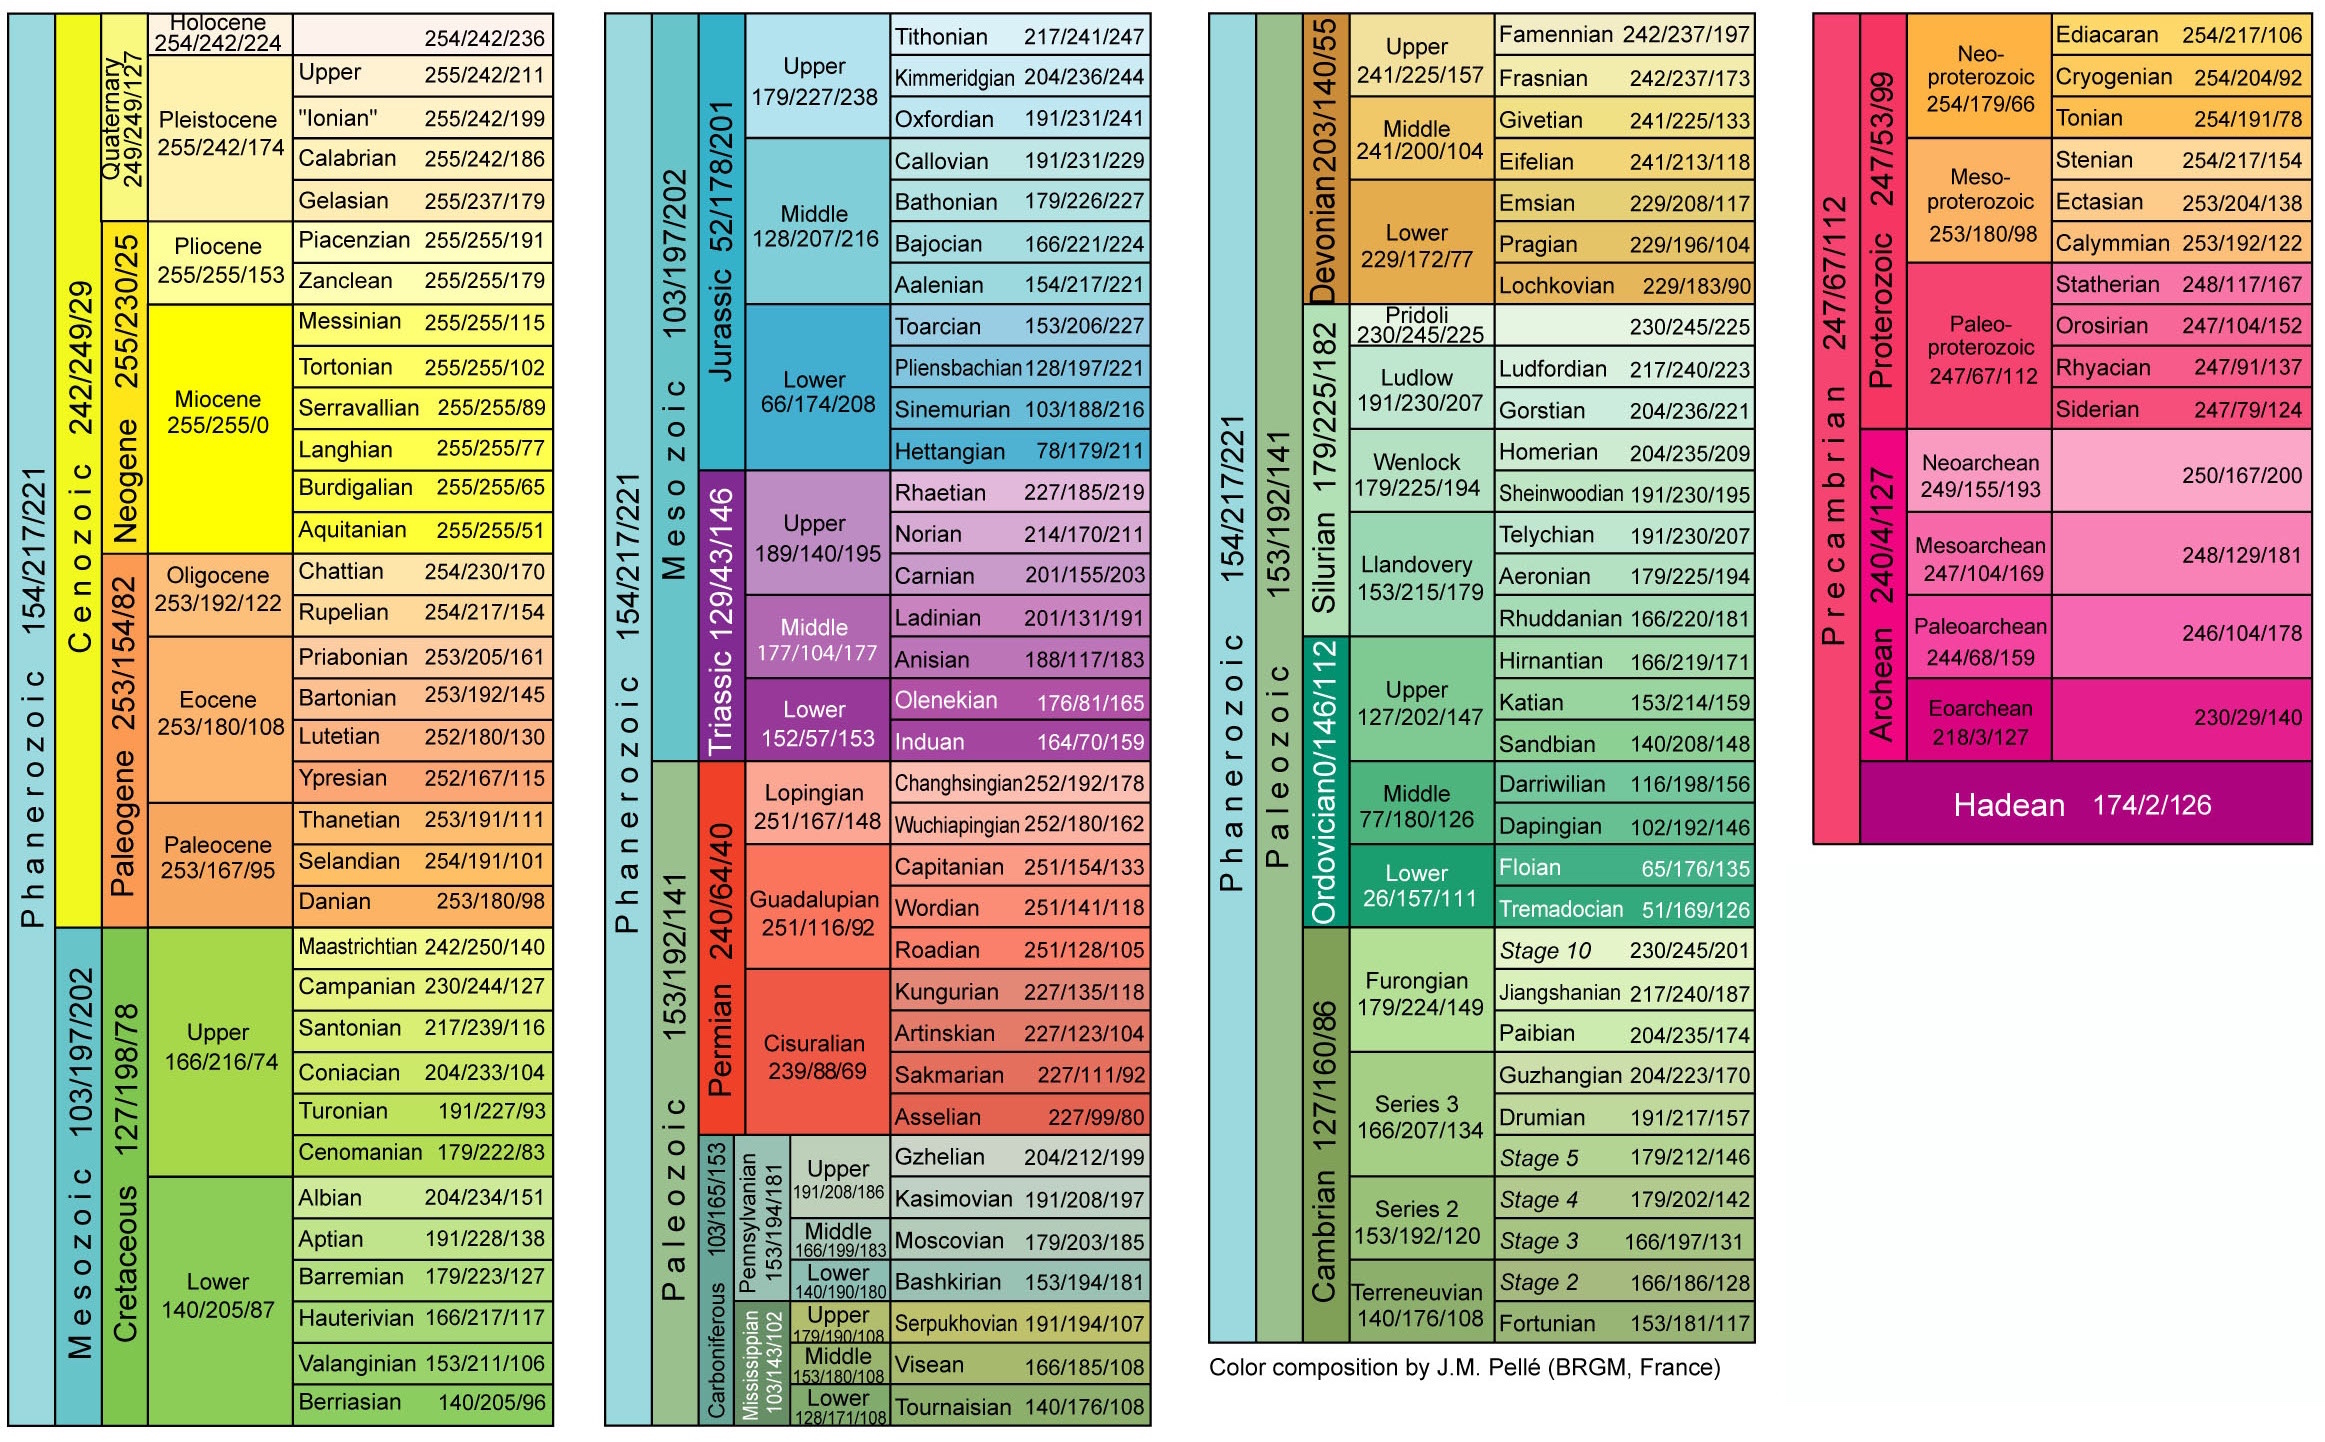 Phanerozoic 154/217/221
Cenozoic 242/249/29
Quaternary
249/249/127
Holocene
254/242/224
254/242/236
Pleistocene
255/242/174
Upper 255/242/211
"Ionian" 255/242/199
Calabrian 255/242/186
Gelasian 255/237/179
Neogene 255/230/25
Pliocene
255/255/153
Piacenzian 255/255/191
Zanclean 255/255/179
Miocene
255/255/0
Messinian 255/255/115
Tortonian 255/255/102
Serravallian 255/255/89
Langhian 255/255/77
Burdigalian 255/255/65
Aquitanian 255/255/51
Paleogene 253/154/82
Oligocene
253/192/122
Chattian 254/230/170
Rupelian 254/217/154
Eocene
253/180/108
Priabonian 253/205/161
Bartonian 253/192/145
Lutetian 252/180/130
Ypresian 252/167/115
Paleocene
253/167/95
Thanetian 253/191/111
Selandian 254/191/101
Danian 253/180/98
Mesozoic 103/197/202
Cretaceous 127/198/78
Upper
166/216/74
Maastrichtian 242/250/140
Campanian 230/244/127
Santonian 217/239/116
Coniacian 204/233/104
Turonian 191/227/93
Cenomanian 179/222/83
Lower
140/205/87
Albian 204/234/151
Aptian 191/228/138
Barremian 179/223/127
Hauterivian 166/217/117
Valanginian 153/211/106
Berriasian 140/205/96
Phanerozoic 154/217/221
Mesozoic 103/197/202
Jurassic 52/178/201
Upper
179/227/238
Tithonian 217/241/247
Kimmeridgian 204/236/244
Oxfordian 191/231/241
Middle
128/207/216
Callovian 191/231/229
Bathonian 179/226/227
Bajocian 166/221/224
Aalenian 154/217/221
Lower
66/174/208
Toarcian 153/206/227
Pliensbachian 128/197/221
Sinemurian 103/188/216
Hettangian 78/179/211
Triassic 129/43/146
Upper
189/140/195
Rhaetian 227/185/219
Norian 214/170/211
Carnian 201/155/203
Middle
177/104/177
Ladinian 201/131/191
Anisian 188/117/183
Lower
152/57/153
Olenekian 176/81/165
Induan 164/70/159
Paleozoic 153/192/141
Permian 240/64/40
Lopingian
251/167/148
Changhsingian 252/192/178
Wuchiapingian 252/180/162
Guadalupian
251/116/92
Capitanian 251/154/133
Wordian 251/141/118
Roadian 251/128/105
Cisuralian
239/88/69
Kungurian 227/135/118
Artinskian 227/123/104
Sakmarian 227/111/92
Asselian 227/99/80
Carboniferous 103/165/153
Pennsylvanian
153/194/181
Upper
191/208/186
Gzhelian 204/212/199
Kasimovian 191/208/197
Middle
166/199/183
Moscovian 179/203/185
Lower
140/190/180
Bashkirian 153/194/181
Mississippian
103/143/102
Upper
179/190/108
Serpukhovian 191/194/107
Middle
153/180/108
Visean 166/185/108
Lower
128/171/108
Tournaisian 140/176/108
Phanerozoic 154/217/221
Paleozoic 153/192/141
Devonian 203/140/55
Upper
241/225/157
Famennian 242/237/197
Frasnian 242/237/173
Middle
241/200/104
Givetian 241/225/133
Eifelian 241/213/118
Lower
229/172/77
Emsian 229/208/117
Pragian 229/196/104
Lochkovian 229/183/90
Silurian 179/225/182
Pridoli
230/245/225
230/245/225
Ludlow
191/230/207
Ludfordian 217/240/223
Gorstian 204/236/221
Wenlock
179/225/194
Homerian 204/235/209
Sheinwoodian 191/230/195
Llandovery
153/215/179
Telychian 191/230/207
Aeronian 179/225/194
Rhuddanian 166/220/181
Ordovician 0/146/112
Upper
127/202/147
Hirnantian 166/219/171
Katian 153/214/159
Sandbian 140/208/148
Middle
77/180/126
Darriwilian 116/198/156
Dapingian 102/192/146
Lower
26/157/111
Floian 65/176/135
Tremadocian 51/169/126
Cambrian 127/160/86
Furongian
179/224/149
Stage 10 230/245/201
Jiangshanian 217/240/187
Paibian 204/235/174
Series 3
166/207/134
Guzhangian 204/223/170
Drumian 191/217/157
Stage 5 179/212/146
Series 2
153/192/120
Stage 4 179/202/142
Stage 3 166/197/131
Terreneuvian
140/176/108
Stage 2 166/186/128
Fortunian 153/181/117
Color composition by J.M. Pellé (BRGM, France)
Precambrian 247/67/112
Proterozoic 247/53/99
Neo-
proterozoic
254/179/66
Ediacaran 254/217/106
Cryogenian 254/204/92
Tonian 254/191/78
Meso-
proterozoic
253/180/98
Stenian 254/217/154
Ectasian 253/204/138
Calymmian 253/192/122
Paleo-
proterozoic
247/67/112
Statherian 248/117/167
Orosirian 247/104/152
Rhyacian 247/91/137
Siderian 247/79/124
Archean 240/4/127
Neoarchean
249/155/193
250/167/200
Mesoarchean
247/104/169
248/129/181
Paleoarchean
244/68/159
246/104/178
Eoarchean
218/3/127
230/29/140
Hadean 174/2/126